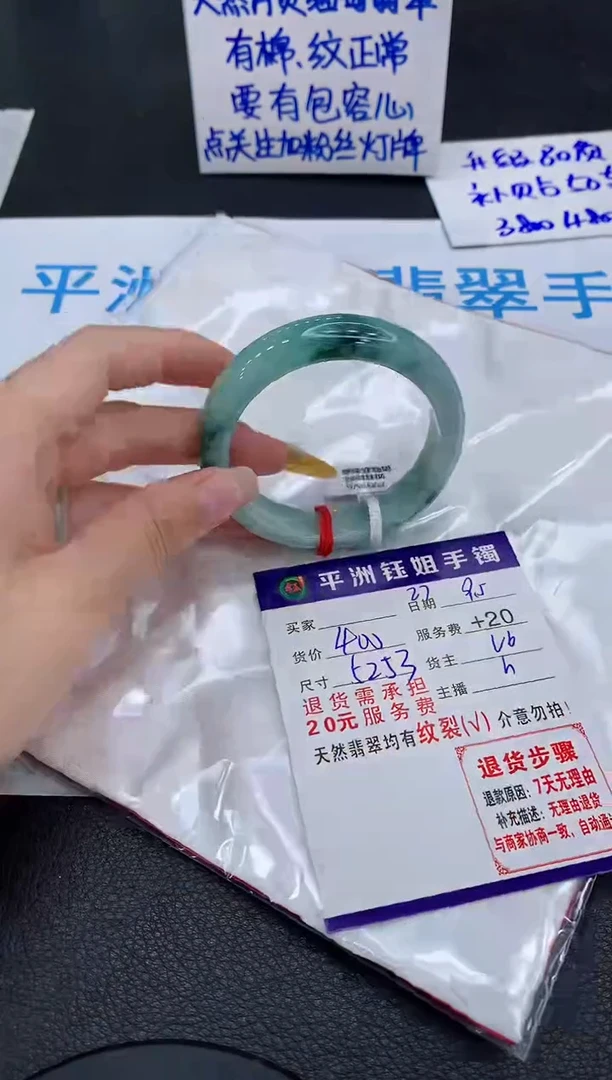 有棉、纹正常
要有包容心
点关注加粉丝灯牌
3800 480
平洲
翡翠手
平洲钰姐手镯
27 95
买家 日期
货价 400 服务费 +20
尺寸 5253 货主
退货需承担 主播 h
20元服务费
天然翡翠均有纹裂(√) 介意勿拍!
退货步骤
退款原因：7天无理由
补充描述：无理由退货
与商家协商一致、自动通